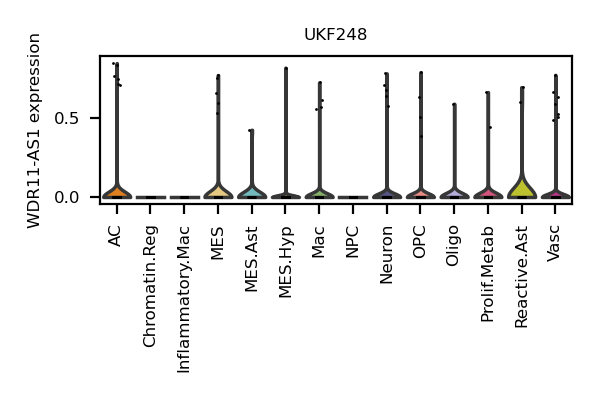 UKF248
WDR11-AS1 expression
0.5
0.0
AC
Chromatin.Reg
Inflammatory.Mac
MES
MES.Ast
MES.Hyp
Mac
NPC
Neuron
OPC
Oligo
Prolif.Metab
Reactive.Ast
Vasc